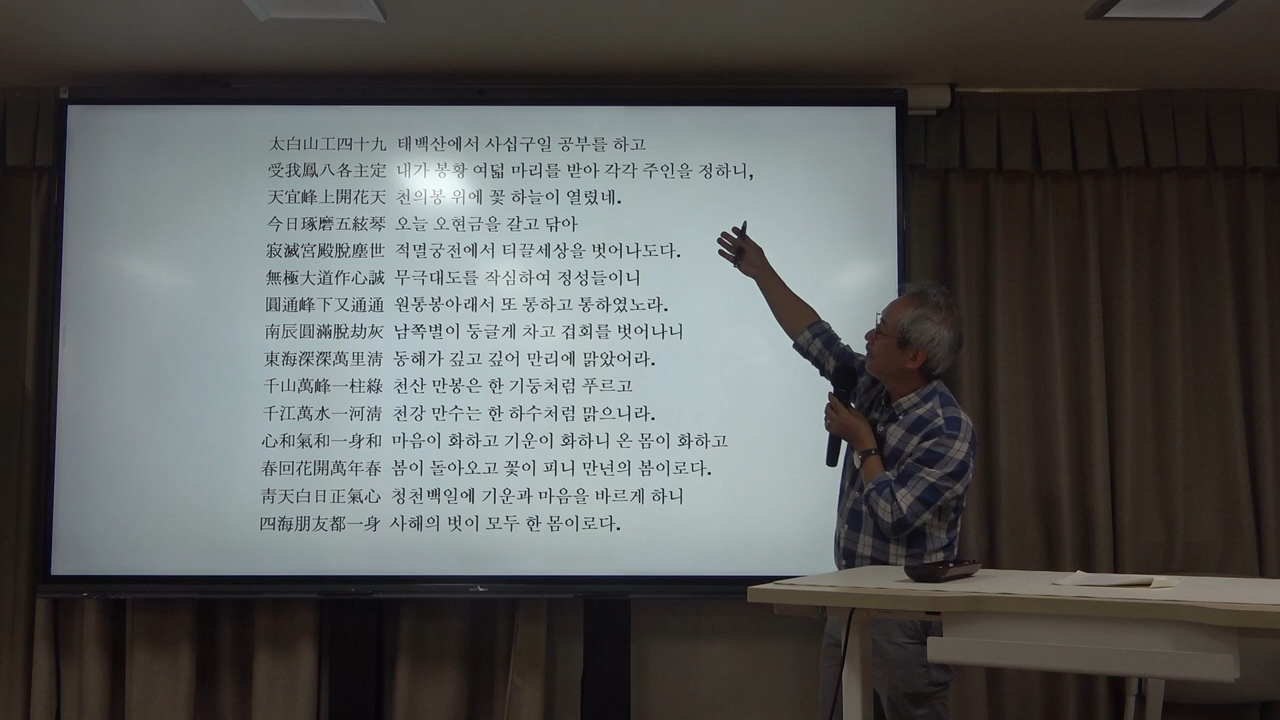 太白山工四十九 태백산에서 사십구일 공부를 하고
受我鳳八各主定 내가 봉황 여덟 마리를 받아 각각 주인을 정하니,
天宜峰上開花天 천의봉 위에 꽃 하늘이 열렸네.
今日琢磨五絃琴 오늘 오현금을 갈고 닦아
寂滅宮殿脫塵世 적멸궁전에서 티끌세상을 벗어나도다.
無極大道作心誠 무극대도를 작심하여 정성들이니
圓通峰下又通通 원통봉아래서 또 통하고 통하였노라.
南辰圓滿脫劫灰 남쪽별이 둥글게 차고 겁회를 벗어나니
東海深深萬里淸 동해가 깊고 깊어 만리에 맑았어라.
千山萬峰一柱綠 천산 만봉은 한 기둥처럼 푸르고
千江萬水一河淸 천강 만수는 한 하수처럼 맑으니라.
心和氣和一身和 마음이 화하고 기운이 화하니 온 몸이 화하고
春回花開萬年春 봄이 돌아오고 꽃이 피니 만년의 봄이로다.
靑天白日正氣心 청천백일에 기운과 마음을 바르게 하니
四海朋友都一身 사해의 벗이 모두 한 몸이로다.